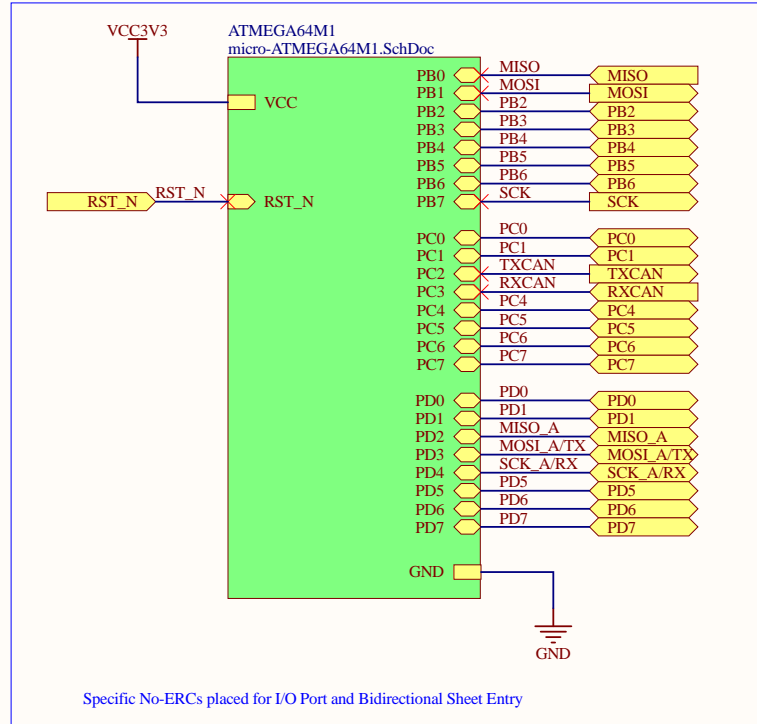 VCC3V3
ATMEGA64M1
micro-ATMEGA64M1.SchDoc
PB0 MISO MISO
PB1 MOSI MOSI
VCC
PB2 PB2 PB2
PB3 PB3 PB3
PB4 PB4 PB4
PB5 PB5 PB5
PB6 PB6 PB6
RST_N RST_N RST_N PB7 SCK SCK
PC0 PC0 PC0
PC1 PC1 PC1
PC2 TXCAN TXCAN
PC3 RXCAN RXCAN
PC4 PC4 PC4
PC5 PC5 PC5
PC6 PC6 PC6
PC7 PC7 PC7
PD0 PD0 PD0
PD1 PD1 PD1
PD2 MISO_A MISO_A
PD3 MOSI_A/TX MOSI_A/TX
PD4 SCK_A/RX SCK_A/RX
PD5 PD5 PD5
PD6 PD6 PD6
PD7 PD7 PD7
GND
GND
Specific No-ERCs placed for I/O Port and Bidirectional Sheet Entry